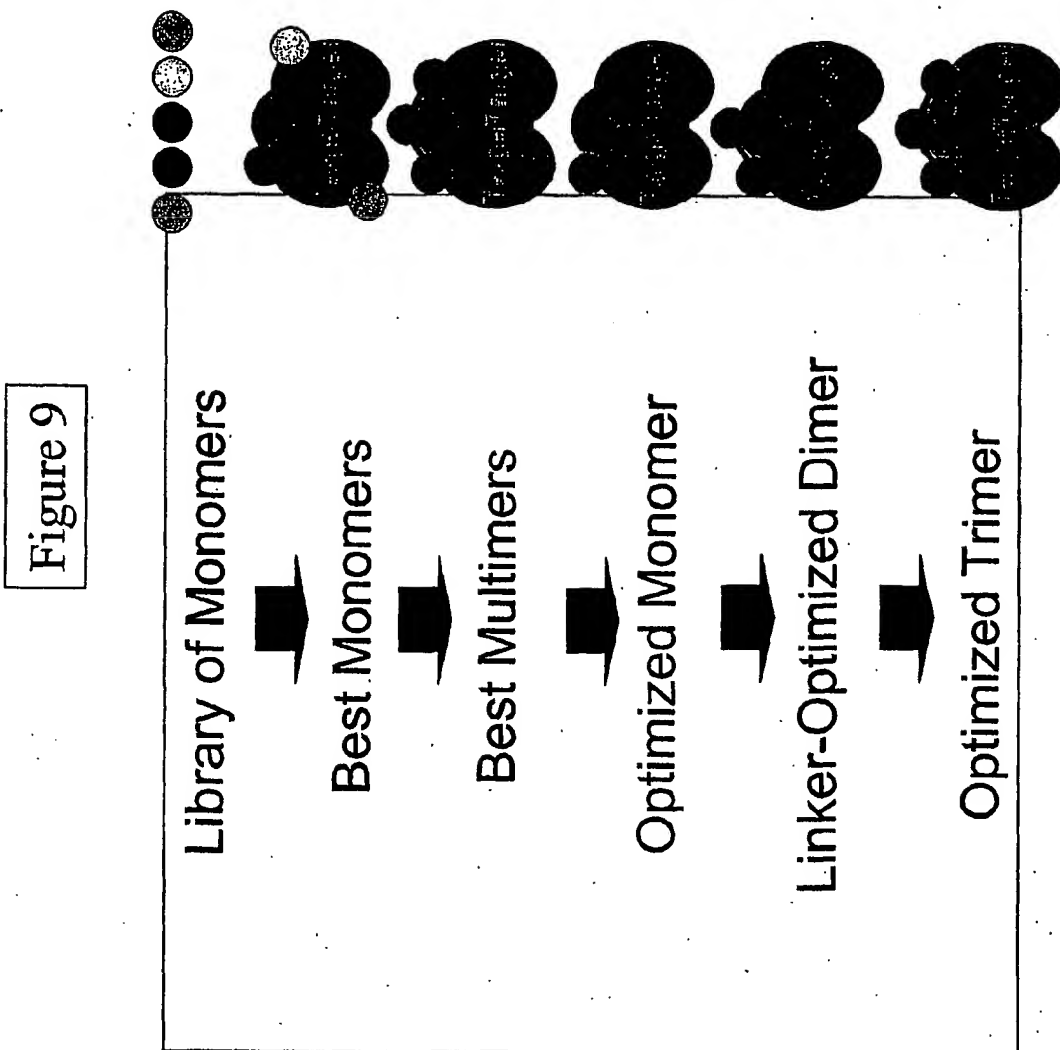 Figure 9
Library of Monomers
Best Monomers
Best Multimers
Optimized Monomer
Linker-Optimized Dimer
Optimized Trimer